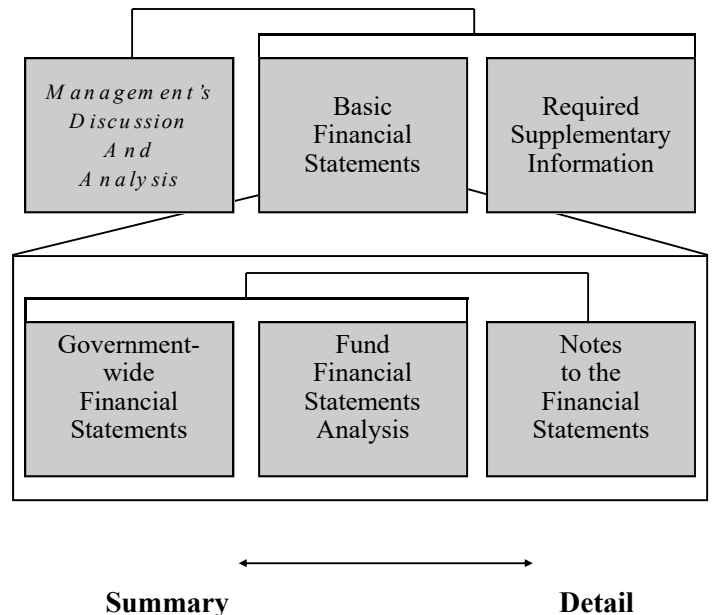 Management's
Discussion
And
Analysis
Basic
Financial
Statements
Required
Supplementary
Information
Government-
wide
Financial
Statements
Fund
Financial
Statements
Analysis
Notes
to the
Financial
Statements
Summary
Detail